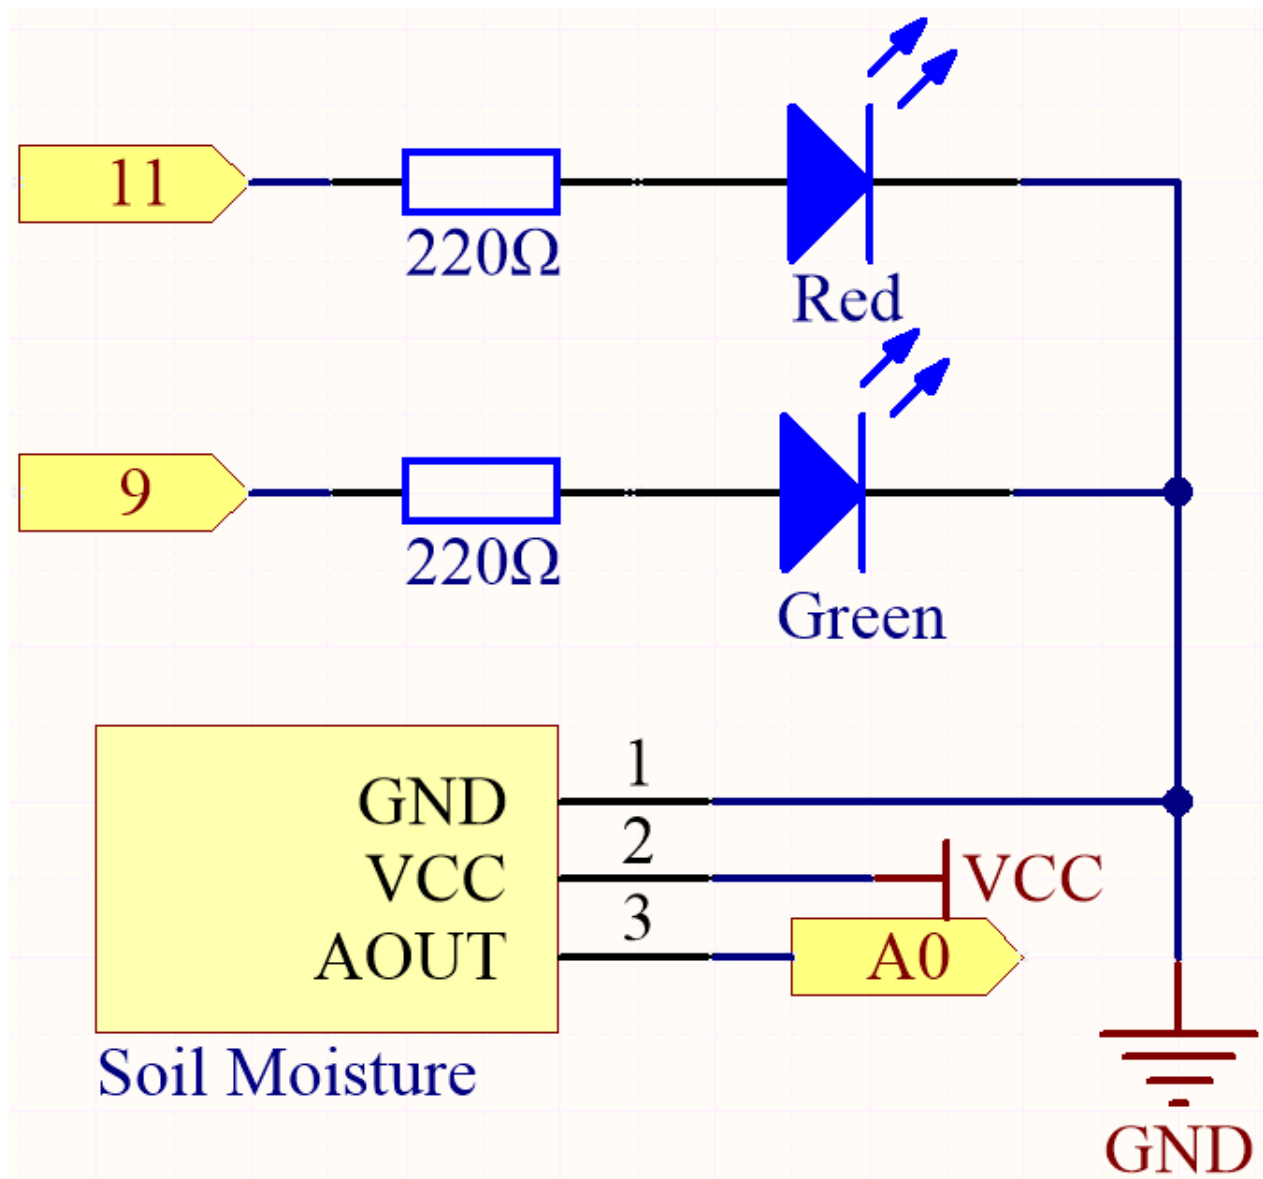 11
220Ω
Red
9
220Ω
Green
1
GND
2
VCC
VCC
3
AOUT
A0
Soil Moisture
GND